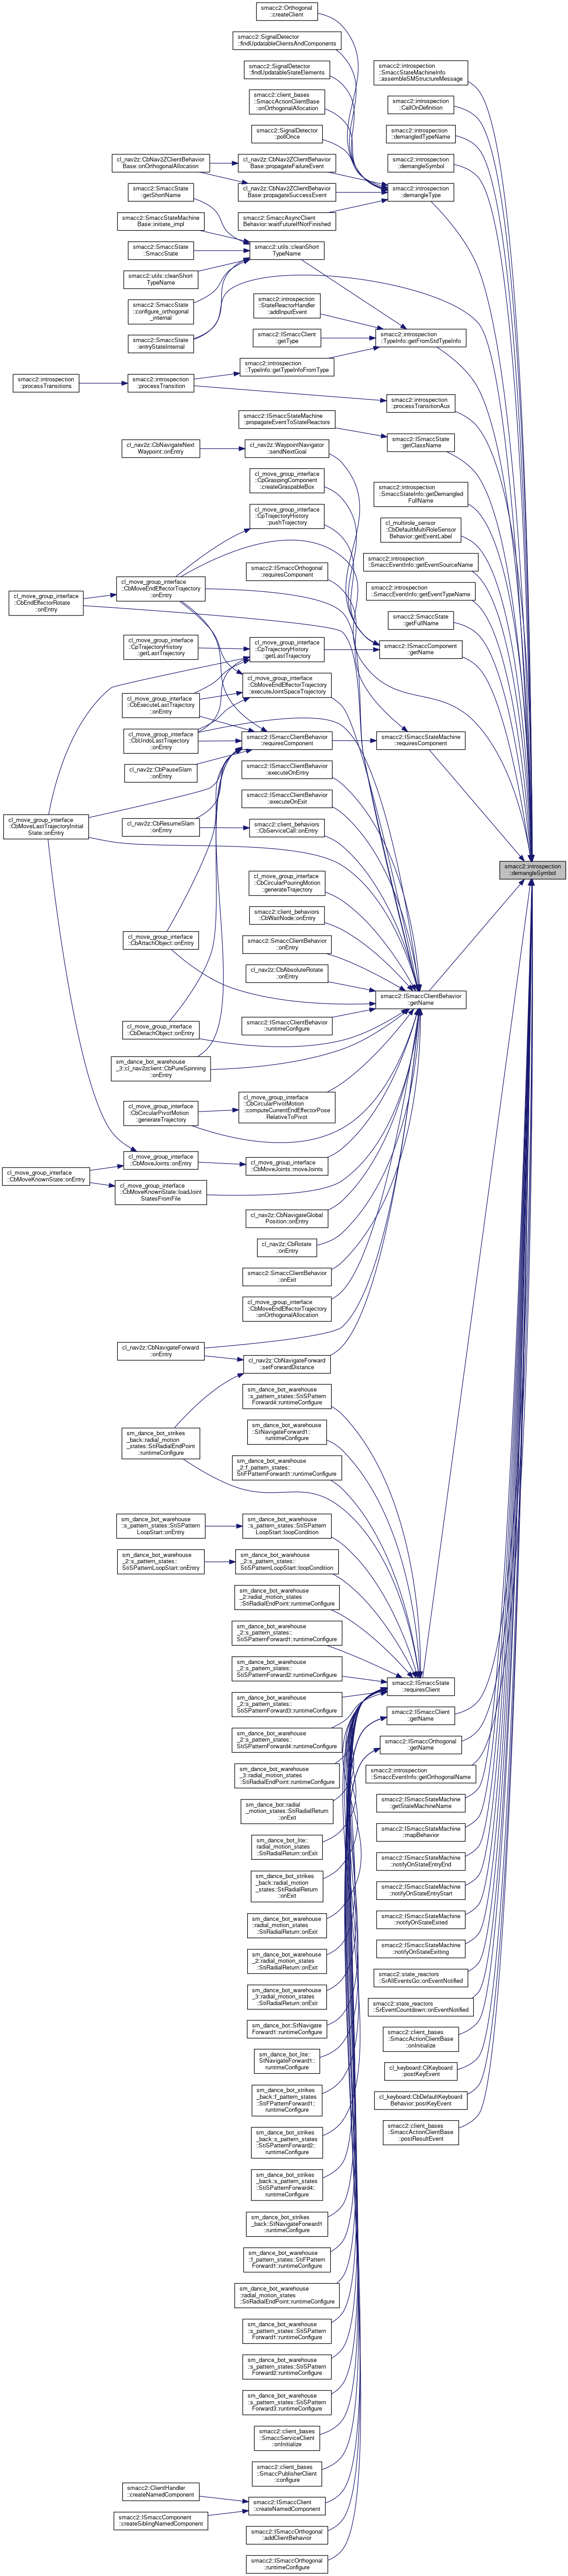 smacc2::Orthogonal
::createClient
smacc2::SignalDetector
::findUpdatableClientsAndComponents
smacc2::SignalDetector
::findUpdatableStateElements
smacc2::client_bases
::SmaccActionClientBase
::onOrthogonalAllocation
smacc2::SignalDetector
::pollOnce
cl_nav2z::CbNav2ZClientBehavior
Base::onOrthogonalAllocation
cl_nav2z::CbNav2ZClientBehavior
Base::propagateFailureEvent
cl_nav2z::CbNav2ZClientBehavior
Base::propagateSuccessEvent
smacc2::SmaccAsyncClient
Behavior::waitFutureIfNotFinished
smacc2::introspection
::SmaccStateMachineInfo
::assembleSMStructureMessage
smacc2::introspection
::CallOnDefinition
smacc2::introspection
::demangledTypeName
smacc2::introspection
::demangleSymbol
smacc2::introspection
::demangleType
smacc2::SmaccState
::getShortName
smacc2::SmaccStateMachine
Base::initiate_impl
smacc2::SmaccState
::SmaccState
smacc2::utils::cleanShort
TypeName
smacc2::utils::cleanShort
TypeName
smacc2::SmaccState
::configure_orthogonal
_internal
smacc2::SmaccState
::entryStateInternal
smacc2::introspection
::StateReactorHandler
::addInputEvent
smacc2::ISmaccClient
::getType
smacc2::introspection
::TypeInfo::getFromStdTypeInfo
smacc2::introspection
::TypeInfo::getTypeInfoFromType
smacc2::introspection
::processTransitions
smacc2::introspection
::processTransition
smacc2::introspection
::processTransitionAux
smacc2::ISmaccStateMachine
::propagateEventToStateReactors
smacc2::ISmaccState
::getClassName
cl_nav2z::CbNavigateNext
Waypoint::onEntry
cl_nav2z::WaypointNavigator
::sendNextGoal
cl_move_group_interface
::CpGraspingComponent
::createGraspableBox
smacc2::introspection
::SmaccStateInfo::getDemangled
FullName
cl_move_group_interface
::CpTrajectoryHistory
::pushTrajectory
cl_multirole_sensor
::CbDefaultMultiRoleSensor
Behavior::getEventLabel
smacc2::introspection
::SmaccEventInfo::getEventSourceName
smacc2::ISmaccOrthogonal
::requiresComponent
cl_move_group_interface
::CbMoveEndEffectorTrajectory
::onEntry
cl_move_group_interface
::CbEndEffectorRotate
::onEntry
smacc2::introspection
::SmaccEventInfo::getEventTypeName
smacc2::SmaccState
::getFullName
cl_move_group_interface
::CpTrajectoryHistory
::getLastTrajectory
cl_move_group_interface
::CpTrajectoryHistory
::getLastTrajectory
smacc2::ISmaccComponent
::getName
cl_move_group_interface
::CbMoveEndEffectorTrajectory
::executeJointSpaceTrajectory
cl_move_group_interface
::CbExecuteLastTrajectory
::onEntry
cl_move_group_interface
::CbUndoLastTrajectory
::onEntry
smacc2::ISmaccClientBehavior
::requiresComponent
smacc2::ISmaccStateMachine
::requiresComponent
cl_nav2z::CbPauseSlam
::onEntry
smacc2::ISmaccClientBehavior
::executeOnEntry
smacc2::ISmaccClientBehavior
::executeOnExit
cl_move_group_interface
::CbMoveLastTrajectoryInitial
State::onEntry
cl_nav2z::CbResumeSlam
::onEntry
smacc2::client_behaviors
::CbServiceCall::onEntry
smacc2::introspection
::demangleSymbol
cl_move_group_interface
::CbCircularPouringMotion
::generateTrajectory
smacc2::client_behaviors
::CbWaitNode::onEntry
cl_move_group_interface
::CbAttachObject::onEntry
smacc2::SmaccClientBehavior
::onEntry
cl_nav2z::CbAbsoluteRotate
::onEntry
smacc2::ISmaccClientBehavior
::getName
smacc2::ISmaccClientBehavior
::runtimeConfigure
cl_move_group_interface
::CbDetachObject::onEntry
sm_dance_bot_warehouse
_3::cl_nav2zclient::CbPureSpinning
::onEntry
cl_move_group_interface
::CbCircularPivotMotion
::generateTrajectory
cl_move_group_interface
::CbCircularPivotMotion
::computeCurrentEndEffectorPose
RelativeToPivot
cl_move_group_interface
::CbMoveJoints::onEntry
cl_move_group_interface
::CbMoveJoints::moveJoints
cl_move_group_interface
::CbMoveKnownState::onEntry
cl_move_group_interface
::CbMoveKnownState::loadJoint
StatesFromFile
cl_nav2z::CbNavigateGlobal
Position::onEntry
cl_nav2z::CbRotate
::onEntry
smacc2::SmaccClientBehavior
::onExit
cl_move_group_interface
::CbMoveEndEffectorTrajectory
::onOrthogonalAllocation
cl_nav2z::CbNavigateForward
::onEntry
cl_nav2z::CbNavigateForward
::setForwardDistance
sm_dance_bot_warehouse
::s_pattern_states::StiSPattern
Forward4::runtimeConfigure
sm_dance_bot_strikes
_back::radial_motion
_states::StiRadialEndPoint
::runtimeConfigure
sm_dance_bot_warehouse
::StNavigateForward1::
runtimeConfigure
sm_dance_bot_warehouse
_2::f_pattern_states::
StiFPatternForward1::runtimeConfigure
sm_dance_bot_warehouse
::s_pattern_states::StiSPattern
LoopStart::onEntry
sm_dance_bot_warehouse
::s_pattern_states::StiSPattern
LoopStart::loopCondition
sm_dance_bot_warehouse
_2::s_pattern_states::
StiSPatternLoopStart::onEntry
sm_dance_bot_warehouse
_2::s_pattern_states::
StiSPatternLoopStart::loopCondition
sm_dance_bot_warehouse
_2::radial_motion_states
::StiRadialEndPoint::runtimeConfigure
sm_dance_bot_warehouse
_2::s_pattern_states::
StiSPatternForward1::runtimeConfigure
sm_dance_bot_warehouse
_2::s_pattern_states::
StiSPatternForward2::runtimeConfigure
smacc2::ISmaccState
::requiresClient
sm_dance_bot_warehouse
_2::s_pattern_states::
StiSPatternForward3::runtimeConfigure
smacc2::ISmaccClient
::getName
sm_dance_bot_warehouse
_2::s_pattern_states::
StiSPatternForward4::runtimeConfigure
smacc2::ISmaccOrthogonal
::getName
sm_dance_bot_warehouse
_3::radial_motion_states
::StiRadialEndPoint::runtimeConfigure
smacc2::introspection
::SmaccEventInfo::getOrthogonalName
sm_dance_bot::radial
_motion_states::StiRadialReturn
::onExit
smacc2::ISmaccStateMachine
::getStateMachineName
smacc2::ISmaccStateMachine
::mapBehavior
sm_dance_bot_lite::
radial_motion_states
::StiRadialReturn::onExit
smacc2::ISmaccStateMachine
::notifyOnStateEntryEnd
sm_dance_bot_strikes
_back::radial_motion
_states::StiRadialReturn
::onExit
smacc2::ISmaccStateMachine
::notifyOnStateEntryStart
sm_dance_bot_warehouse
::radial_motion_states
::StiRadialReturn::onExit
smacc2::ISmaccStateMachine
::notifyOnStateExited
smacc2::ISmaccStateMachine
::notifyOnStateExitting
sm_dance_bot_warehouse
_2::radial_motion_states
::StiRadialReturn::onExit
smacc2::state_reactors
::SrAllEventsGo::onEventNotified
sm_dance_bot_warehouse
_3::radial_motion_states
::StiRadialReturn::onExit
smacc2::state_reactors
::SrEventCountdown::onEventNotified
sm_dance_bot::StNavigate
Forward1::runtimeConfigure
smacc2::client_bases
::SmaccActionClientBase
::onInitialize
sm_dance_bot_lite::
StNavigateForward1::
runtimeConfigure
cl_keyboard::ClKeyboard
::postKeyEvent
sm_dance_bot_strikes
_back::f_pattern_states
::StiFPatternForward1::
runtimeConfigure
cl_keyboard::CbDefaultKeyboard
Behavior::postKeyEvent
sm_dance_bot_strikes
_back::s_pattern_states
::StiSPatternForward2::
runtimeConfigure
smacc2::client_bases
::SmaccActionClientBase
::postResultEvent
sm_dance_bot_strikes
_back::s_pattern_states
::StiSPatternForward4::
runtimeConfigure
sm_dance_bot_strikes
_back::StNavigateForward1
::runtimeConfigure
sm_dance_bot_warehouse
::f_pattern_states::StiFPattern
Forward1::runtimeConfigure
sm_dance_bot_warehouse
::radial_motion_states
::StiRadialEndPoint::runtimeConfigure
sm_dance_bot_warehouse
::s_pattern_states::StiSPattern
Forward1::runtimeConfigure
sm_dance_bot_warehouse
::s_pattern_states::StiSPattern
Forward2::runtimeConfigure
sm_dance_bot_warehouse
::s_pattern_states::StiSPattern
Forward3::runtimeConfigure
smacc2::client_bases
::SmaccServiceClient
::onInitialize
smacc2::client_bases
::SmaccPublisherClient
::configure
smacc2::ClientHandler
::createNamedComponent
smacc2::ISmaccComponent
::createSiblingNamedComponent
smacc2::ISmaccClient
::createNamedComponent
smacc2::ISmaccOrthogonal
::addClientBehavior
smacc2::ISmaccOrthogonal
::runtimeConfigure